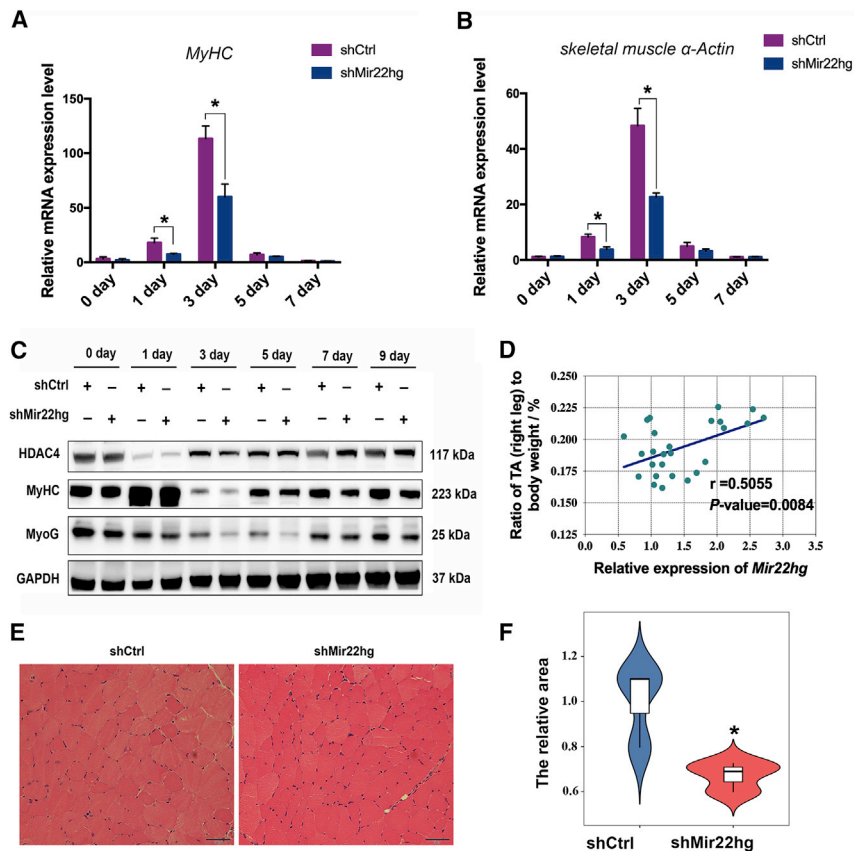 A
MyHC
shCtrl
shMir22hg
Relative mRNA expression level
150
100
50
0
*
*
0 day
1 day
3 day
5 day
7 day
B
skeletal muscle α-Actin
shCtrl
shMir22hg
Relative mRNA expression level
60
40
20
0
*
*
0 day
1 day
3 day
5 day
7 day
C
0 day 1 day 3 day 5 day 7 day 9 day
shCtrl + – + – + – + – + – + –
shMir22hg – + – + – + – + – + – +
HDAC4 117 kDa
MyHC 223 kDa
MyoG 25 kDa
GAPDH 37 kDa
D
Ratio of TA (right leg) to
body weight / %
0.250
0.225
0.200
0.175
0.150
0.125
r =0.5055
P-value=0.0084
0.0 0.5 1.0 1.5 2.0 2.5 3.0 3.5
Relative expression of Mir22hg
E
shCtrl
shMir22hg
F
The relative area
1.2
1.0
0.8
0.6
*
shCtrl
shMir22hg